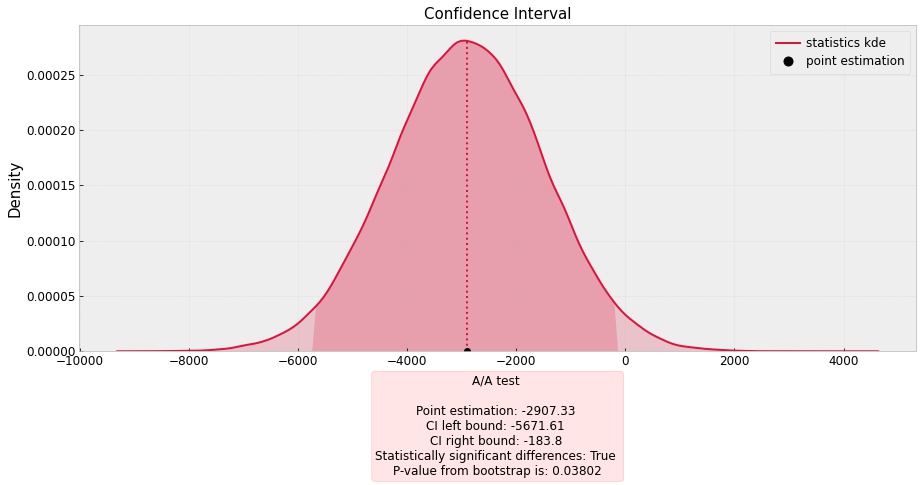 Confidence Interval
statistics kde
point estimation
Density
0.00025
0.00020
0.00015
0.00010
0.00005
0.00000
−10000 −8000 −6000 −4000 −2000 0 2000 4000
A/A test
Point estimation: -2907.33
CI left bound: -5671.61
CI right bound: -183.8
Statistically significant differences: True
P-value from bootstrap is: 0.03802